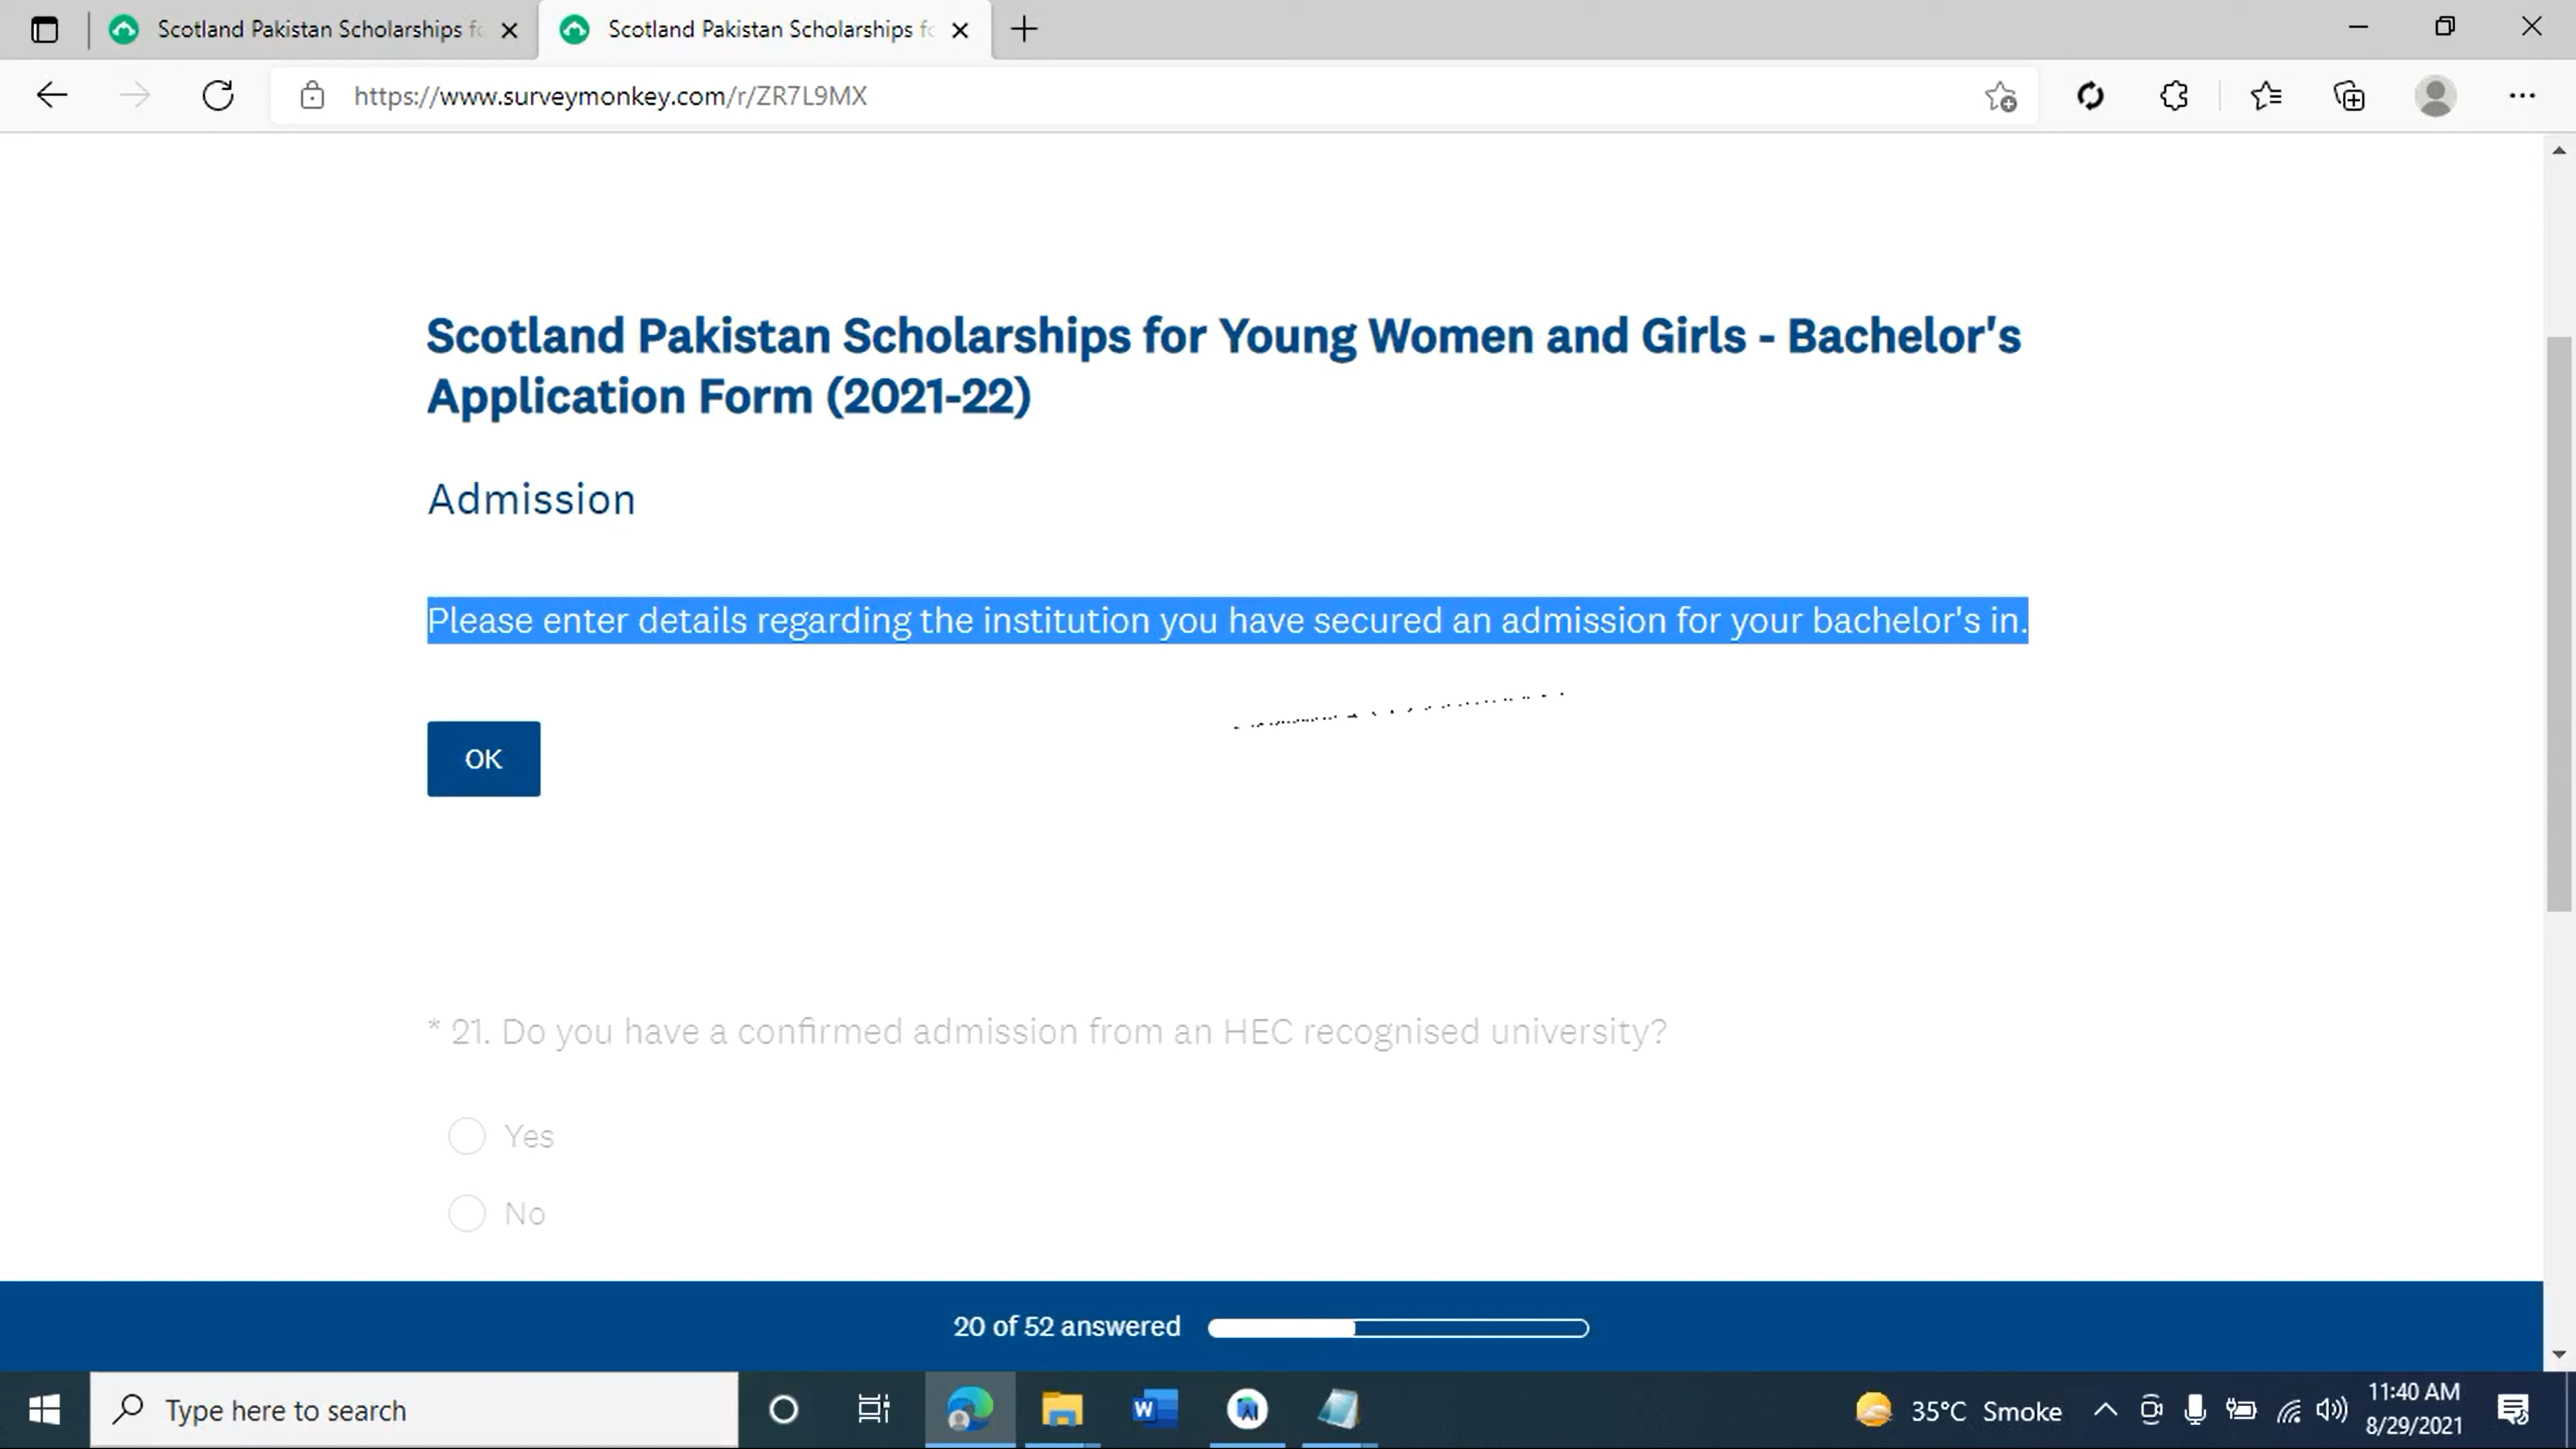 Scotland Pakistan Scholarships fo
Scotland Pakistan Scholarships fo
https://www.surveymonkey.com/r/ZR7L9MX
Scotland Pakistan Scholarships for Young Women and Girls - Bachelor's
Application Form (2021-22)
Admission
Please enter details regarding the institution you have secured an admission for your bachelor's in.
OK
* 21. Do you have a confirmed admission from an HEC recognised university?
Yes
No
20 of 52 answered
Type here to search
35°C Smoke
11:40 AM
8/29/2021